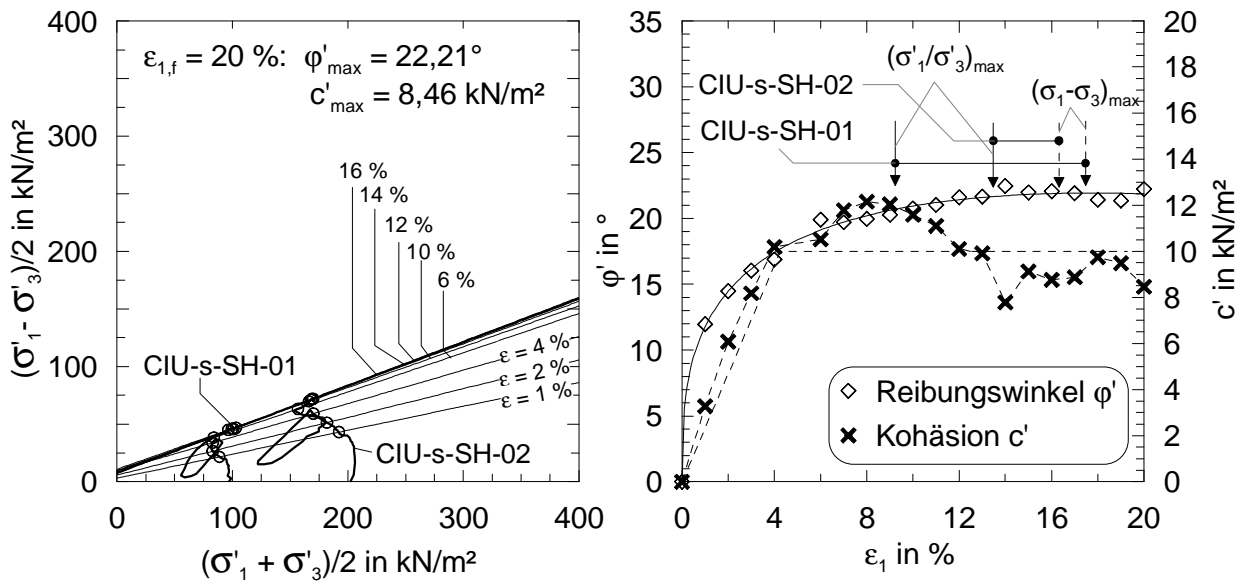 ε1,f = 20 %: φ'max = 22,21°
c'max = 8,46 kN/m²
16 %
14 %
12 %
10 %
6 %
ε = 4 %
ε = 2 %
ε = 1 %
CIU-s-SH-01
CIU-s-SH-02
400
300
200
100
0
0
100
200
300
400
(σ'1 - σ'3)/2 in kN/m²
(σ'1 + σ'3)/2 in kN/m²
(σ'1/σ'3)max
CIU-s-SH-02
(σ1-σ3)max
CIU-s-SH-01
Reibungswinkel φ'
Kohäsion c'
35
30
25
20
15
10
5
0
φ' in °
0
4
8
12
16
20
ε1 in %
20
18
16
14
12
10
8
6
4
2
0
c' in kN/m²